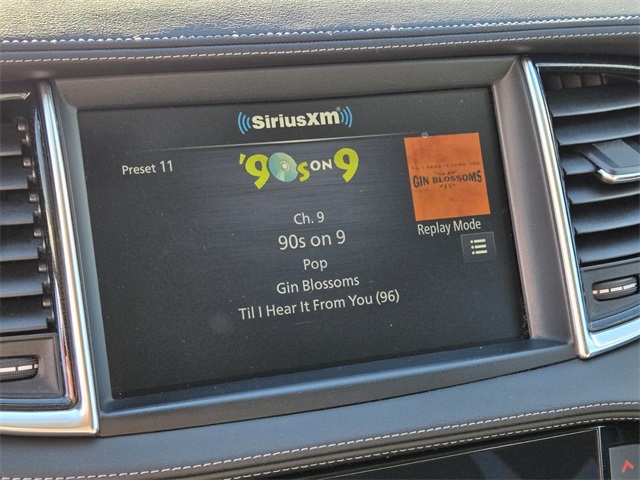 SiriusXm
Preset 11
'90s ON 9
GIN BLOSSOMS
Ch. 9
90s on 9
Pop
Gin Blossoms
Til I Hear It From You (96)
Replay Mode